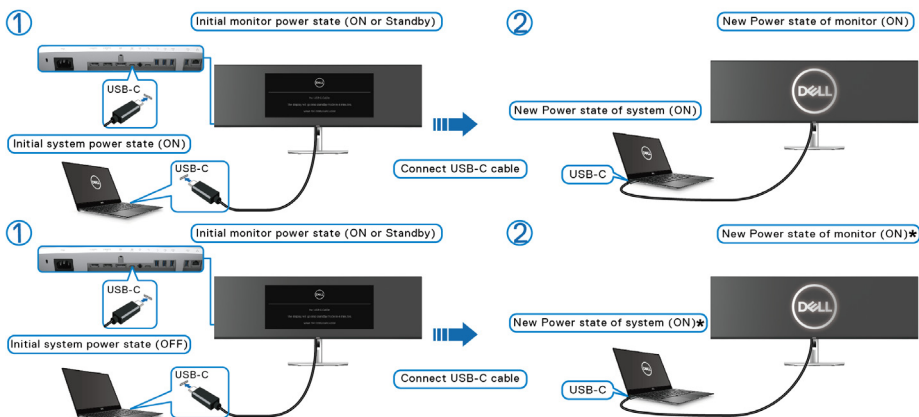 1
Initial monitor power state (ON or Standby)
2
New Power state of monitor (ON)
USB-C
DELL
New Power state of system (ON)
Initial system power state (ON)
USB-C
Connect USB-C cable
USB-C
1
Initial monitor power state (ON or Standby)
2
New Power state of monitor (ON)*
USB-C
DELL
New Power state of system (ON)*
Initial system power state (OFF)
USB-C
Connect USB-C cable
USB-C